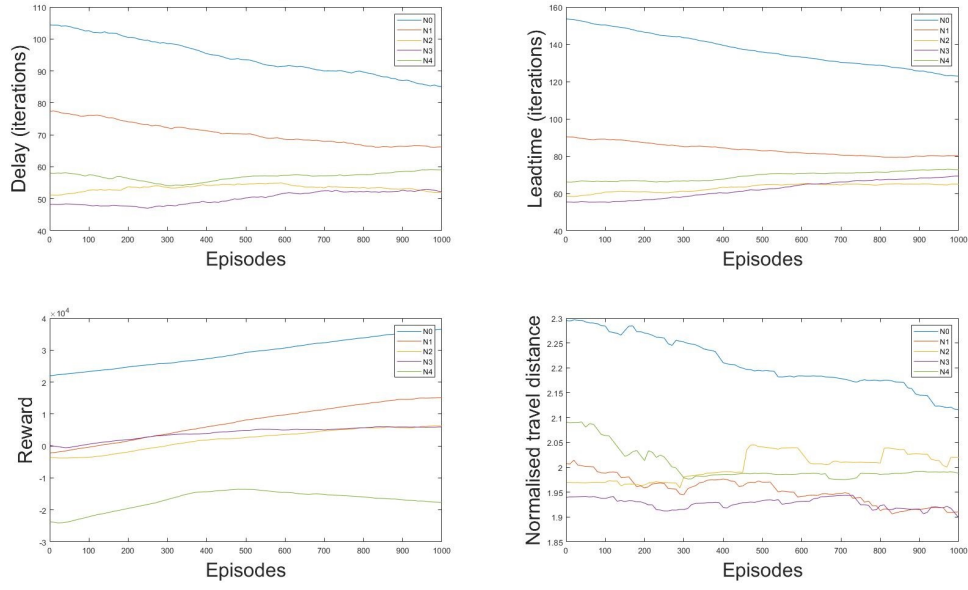 110
100
90
80
70
60
50
40
Delay (iterations)
0 100 200 300 400 500 600 700 800 900 1000
Episodes
N0
N1
N2
N3
N4
160
140
120
100
80
60
40
Leadtime (iterations)
0 100 200 300 400 500 600 700 800 900 1000
Episodes
N0
N1
N2
N3
N4
× 10⁴
4
3
2
1
0
-1
-2
-3
Reward
0 100 200 300 400 500 600 700 800 900 1000
Episodes
N0
N1
N2
N3
N4
2.3
2.25
2.2
2.15
2.1
2.05
2
1.95
1.9
1.85
Normalised travel distance
0 100 200 300 400 500 600 700 800 900 1000
Episodes
N0
N1
N2
N3
N4